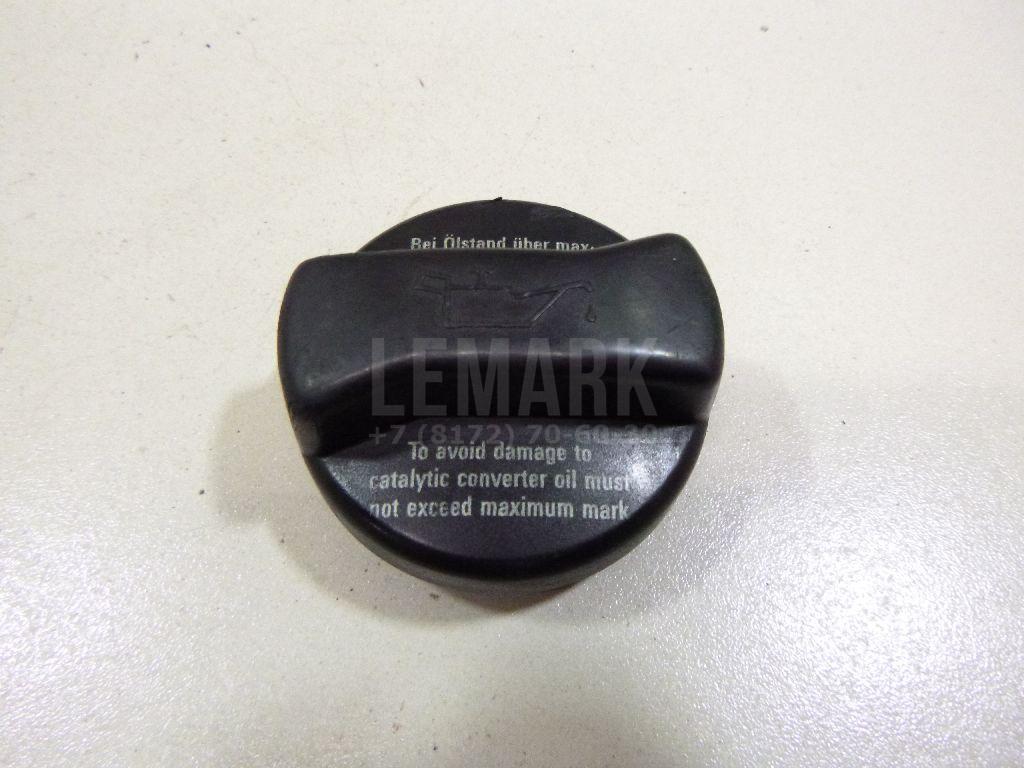 Bei Ölstand über max.
LEMARK
+7 (8172) 70-60-30
To avoid damage to
catalytic converter oil must
not exceed maximum mark